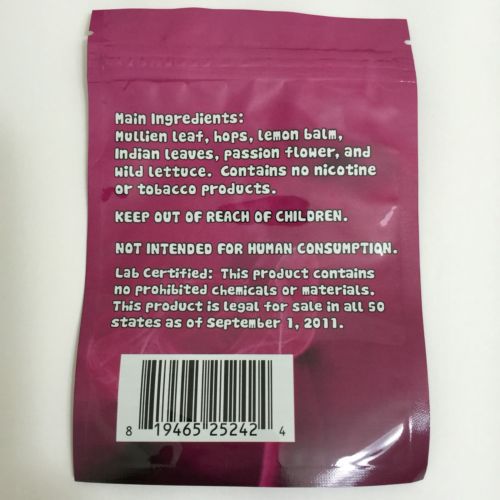 Main Ingredients:
Mullien leaf, hops, lemon balm,
Indian leaves, passion flower, and
wild lettuce. Contains no nicotine
or tobacco products.
KEEP OUT OF REACH OF CHILDREN.
NOT INTENDED FOR HUMAN CONSUMPTION.
Lab Certified: This product contains
no prohibited chemicals or materials.
This product is legal for sale in all 50
states as of September 1, 2011.
8 19465 25242 4